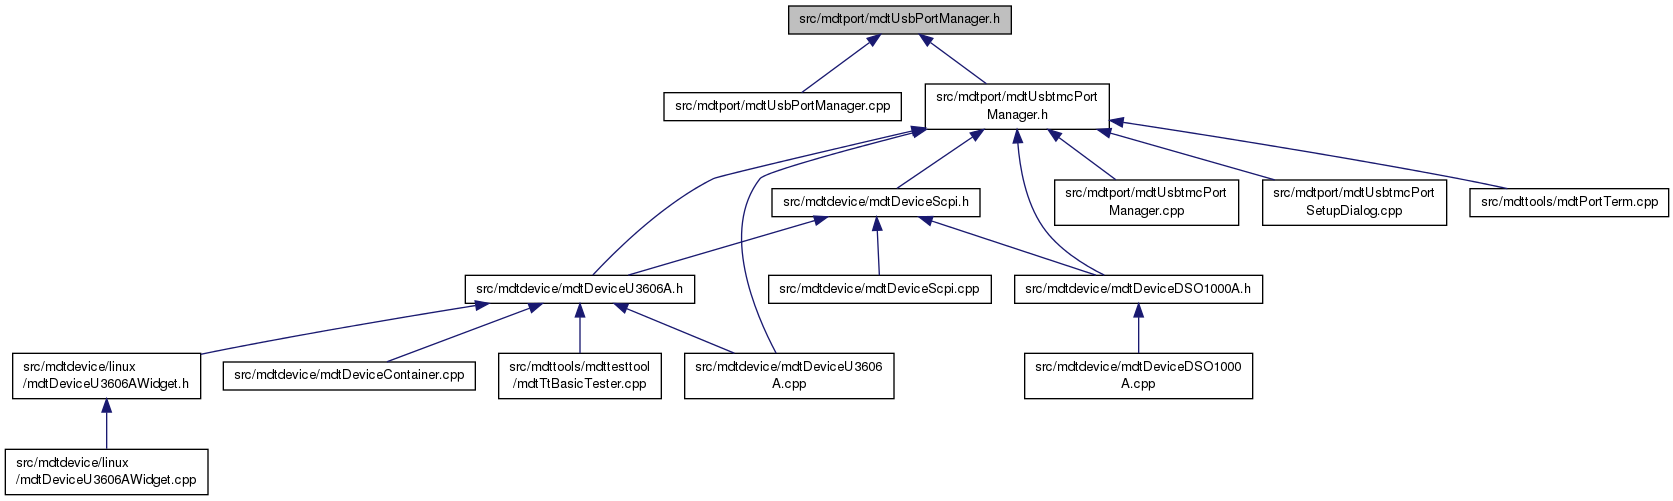 src/mdtport/mdtUsbPortManager.h
src/mdtport/mdtUsbPortManager.cpp
src/mdtport/mdtUsbtmcPort
Manager.h
src/mdtdevice/mdtDeviceScpi.h
src/mdtport/mdtUsbtmcPort
Manager.cpp
src/mdtport/mdtUsbtmcPort
SetupDialog.cpp
src/mdttools/mdtPortTerm.cpp
src/mdtdevice/mdtDeviceU3606A.h
src/mdtdevice/mdtDeviceScpi.cpp
src/mdtdevice/mdtDeviceDSO1000A.h
src/mdtdevice/linux
/mdtDeviceU3606AWidget.h
src/mdtdevice/mdtDeviceContainer.cpp
src/mdttools/mdttesttool
/mdtTtBasicTester.cpp
src/mdtdevice/mdtDeviceU3606
A.cpp
src/mdtdevice/mdtDeviceDSO1000
A.cpp
src/mdtdevice/linux
/mdtDeviceU3606AWidget.cpp